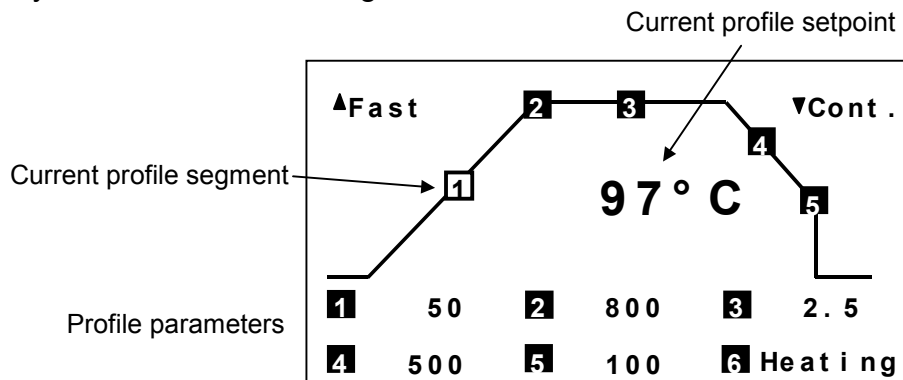 Current profile setpoint
▲Fast 2 3 ▼Cont.
4
Current profile segment 1 97°C 5
1 50 2 800 3 2.5
Profile parameters
4 500 5 100 6 Heating